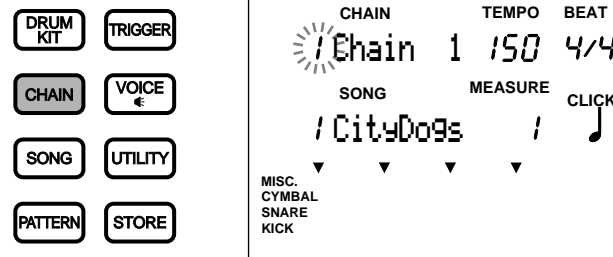 DRUM
KIT
TRIGGER
CHAIN
VOICE
SONG
UTILITY
PATTERN
STORE
CHAIN TEMPO BEAT
1 Chain 1 150 4/4
SONG MEASURE CLICK
1 CityDogs 1
MISC.
CYMBAL
SNARE
KICK